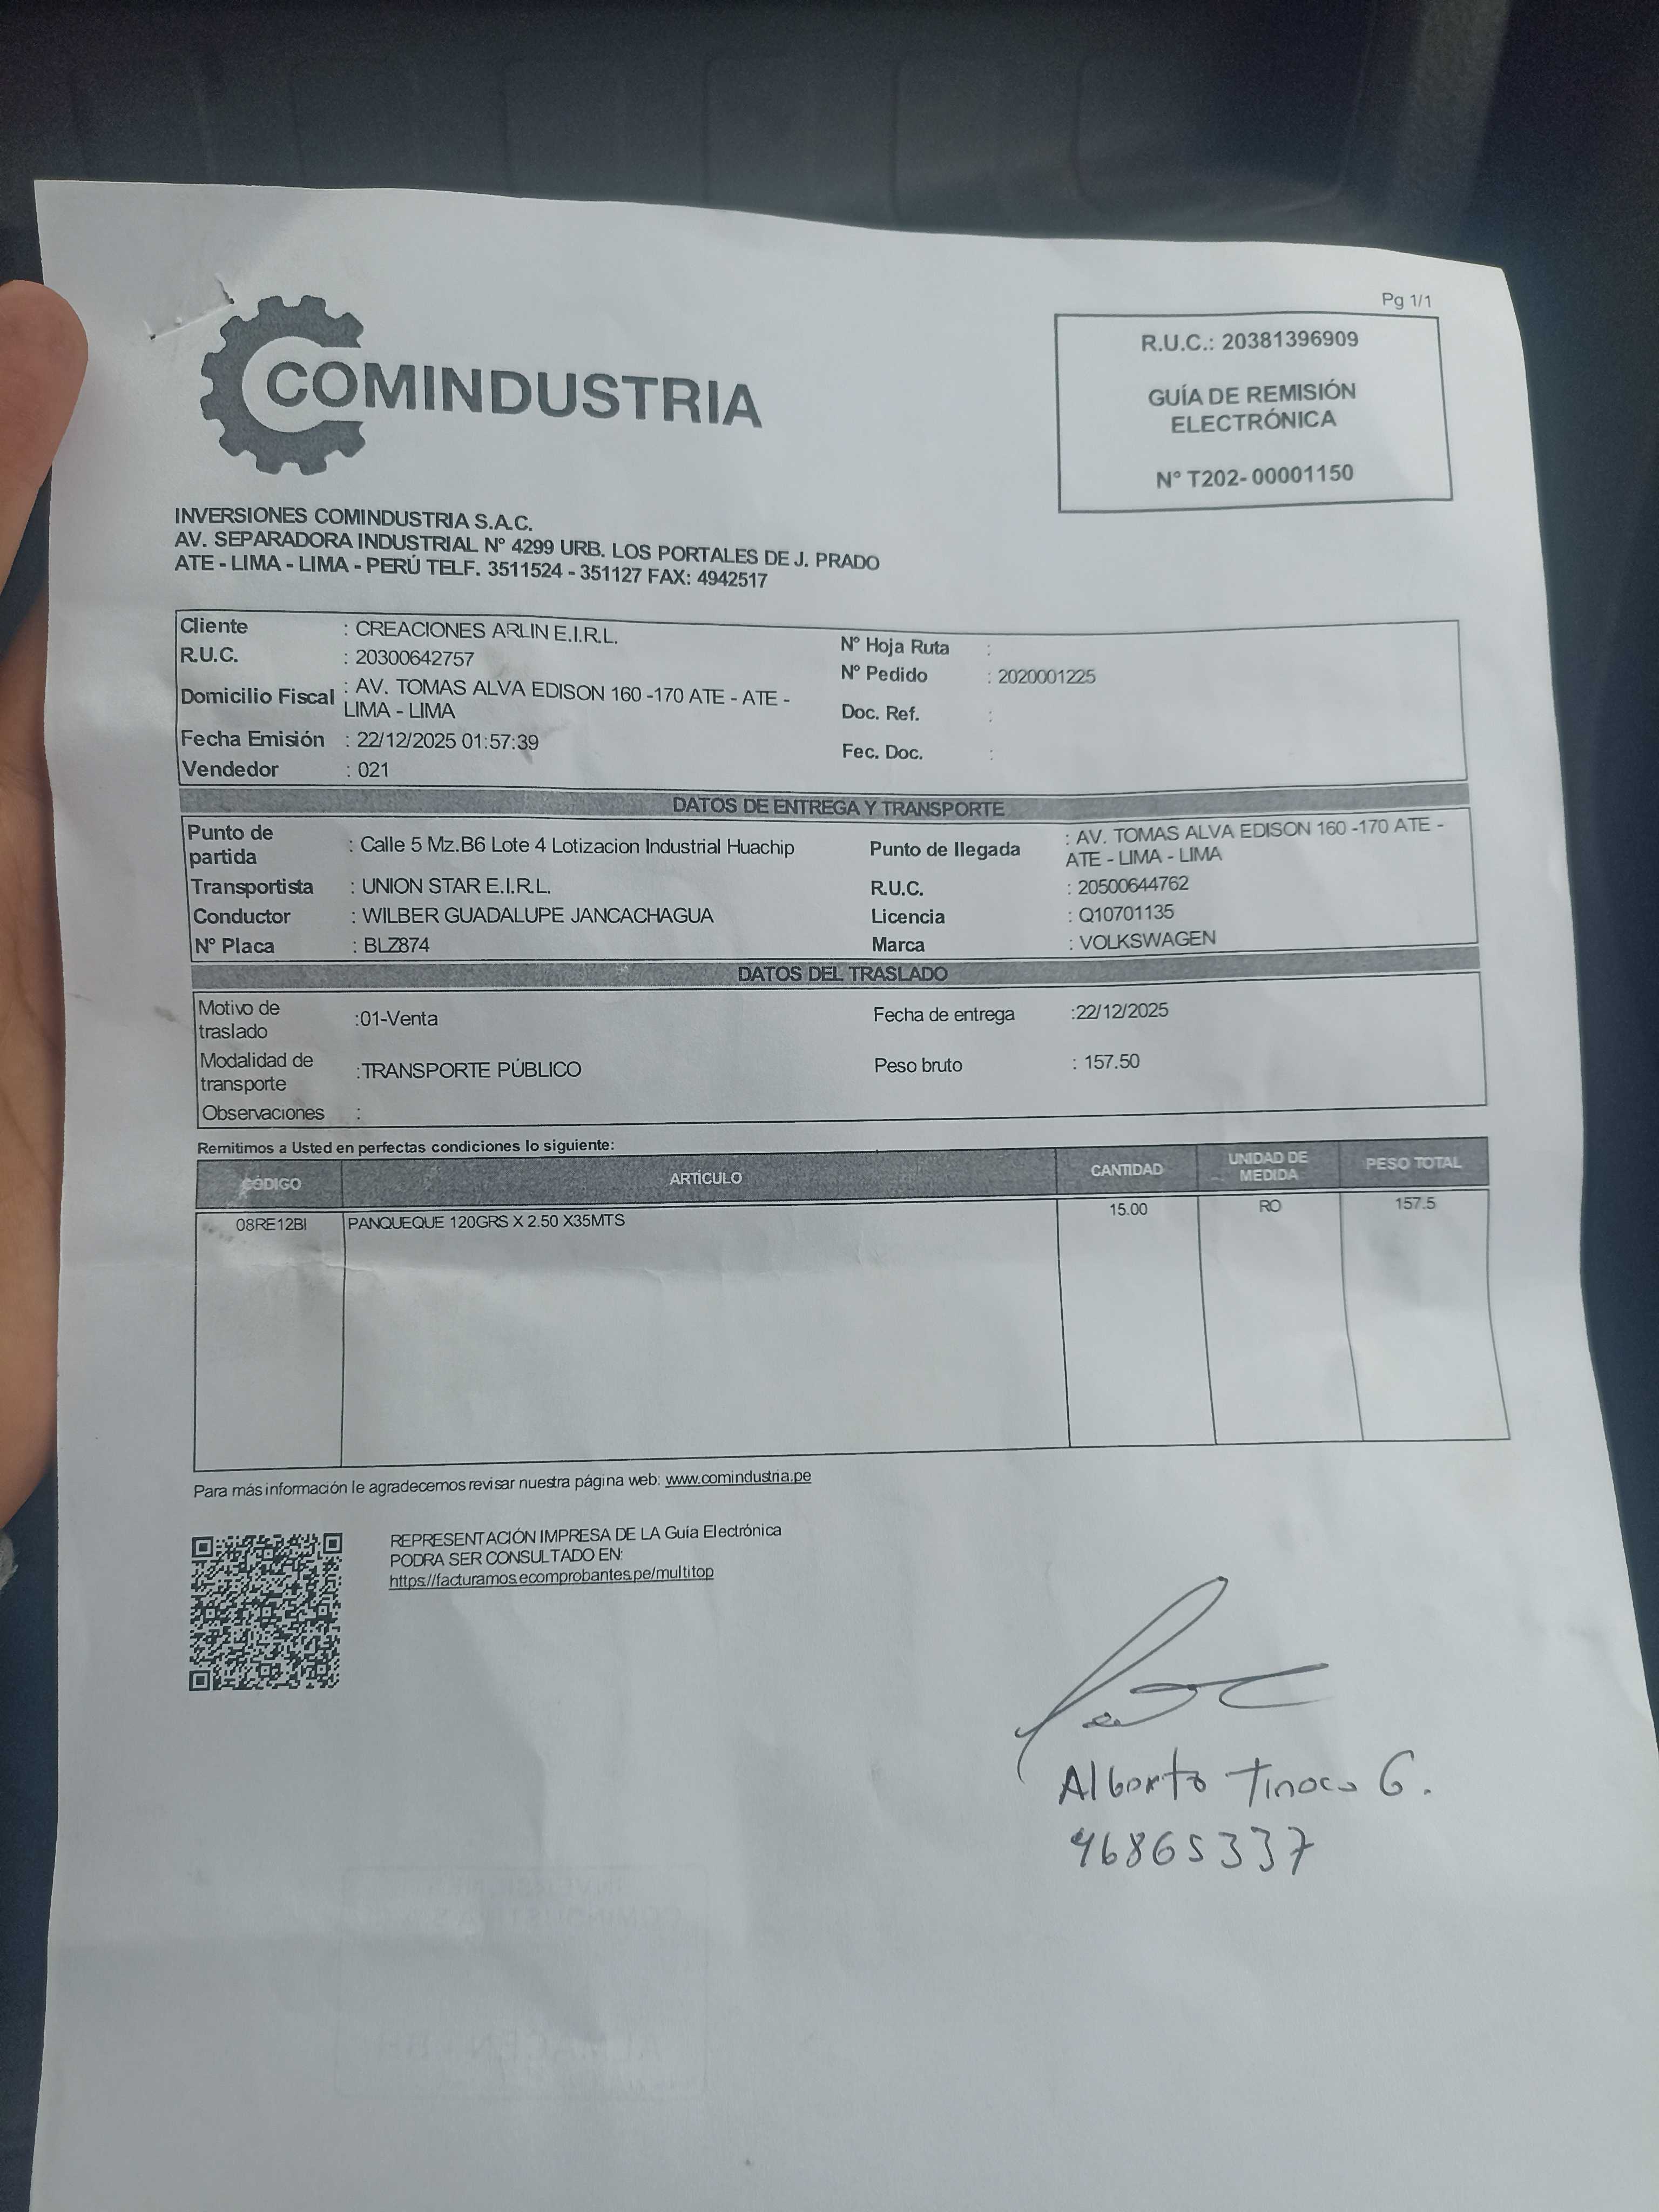 Pg 1/1
COMINDUSTRIA
R.U.C.: 20381396909
GUÍA DE REMISIÓN
ELECTRÓNICA
Nº T202- 00001150
INVERSIONES COMINDUSTRIA S.A.C.
AV. SEPARADORA INDUSTRIAL Nº 4299 URB. LOS PORTALES DE J. PRADO
ATE - LIMA - LIMA - PERÚ TELF. 3511524 - 351127 FAX: 4942517
Cliente : CREACIONES ARLIN E.I.R.L.
R.U.C. : 20300642757
Domicilio Fiscal : AV. TOMAS ALVA EDISON 160 -170 ATE - ATE -
LIMA - LIMA
Fecha Emisión : 22/12/2025 01:57:39
Vendedor : 021
Nº Hoja Ruta :
Nº Pedido : 2020001225
Doc. Ref. :
Fec. Doc. :
DATOS DE ENTREGA Y TRANSPORTE
Punto de
partida : Calle 5 Mz.B6 Lote 4 Lotizacion Industrial Huachip
Punto de llegada : AV. TOMAS ALVA EDISON 160 -170 ATE -
ATE - LIMA - LIMA
Transportista : UNION STAR E.I.R.L. R.U.C. : 20500644762
Conductor : WILBER GUADALUPE JANCACHAGUA Licencia : Q10701135
Nº Placa : BLZ874 Marca : VOLKSWAGEN
DATOS DEL TRASLADO
Motivo de
traslado :01-Venta Fecha de entrega :22/12/2025
Modalidad de
transporte :TRANSPORTE PÚBLICO Peso bruto : 157.50
Observaciones :
Remitimos a Usted en perfectas condiciones lo siguiente:
CÓDIGO ARTÍCULO CANTIDAD UNIDAD DE MEDIDA PESO TOTAL
08RE12BI PANQUEQUE 120GRS X 2.50 X35MTS 15.00 RO 157.5
Para más información le agradecemos revisar nuestra página web: www.comindustria.pe
REPRESENTACIÓN IMPRESA DE LA Guía Electrónica
PODRA SER CONSULTADO EN:
https://facturamos.ecomprobantes.pe/multitop
Alberto Tinoco G.
46865337